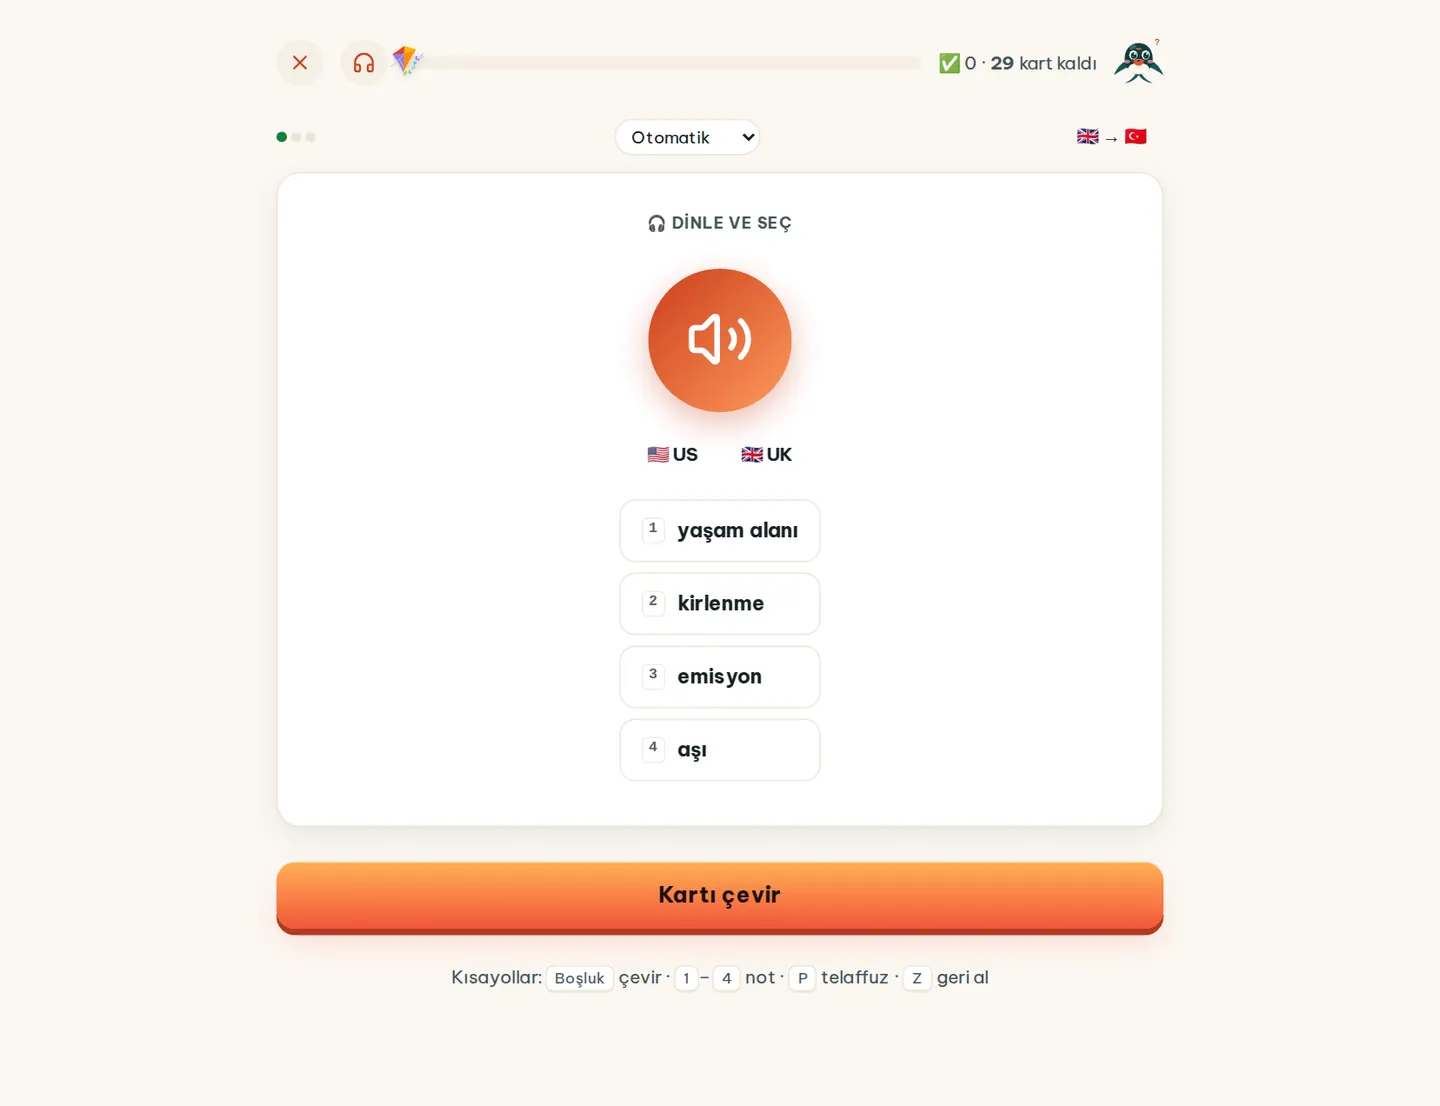 ✅ 0 · 29 kart kaldı
?
Otomatik
🇬🇧 → 🇹🇷
🎧 DİNLE VE SEÇ
🇺🇸 US 🇬🇧 UK
1 yaşam alanı
2 kirlenme
3 emisyon
4 aşı
Kartı çevir
Kısayollar: Boşluk çevir · 1 – 4 not · P telaffuz · Z geri al